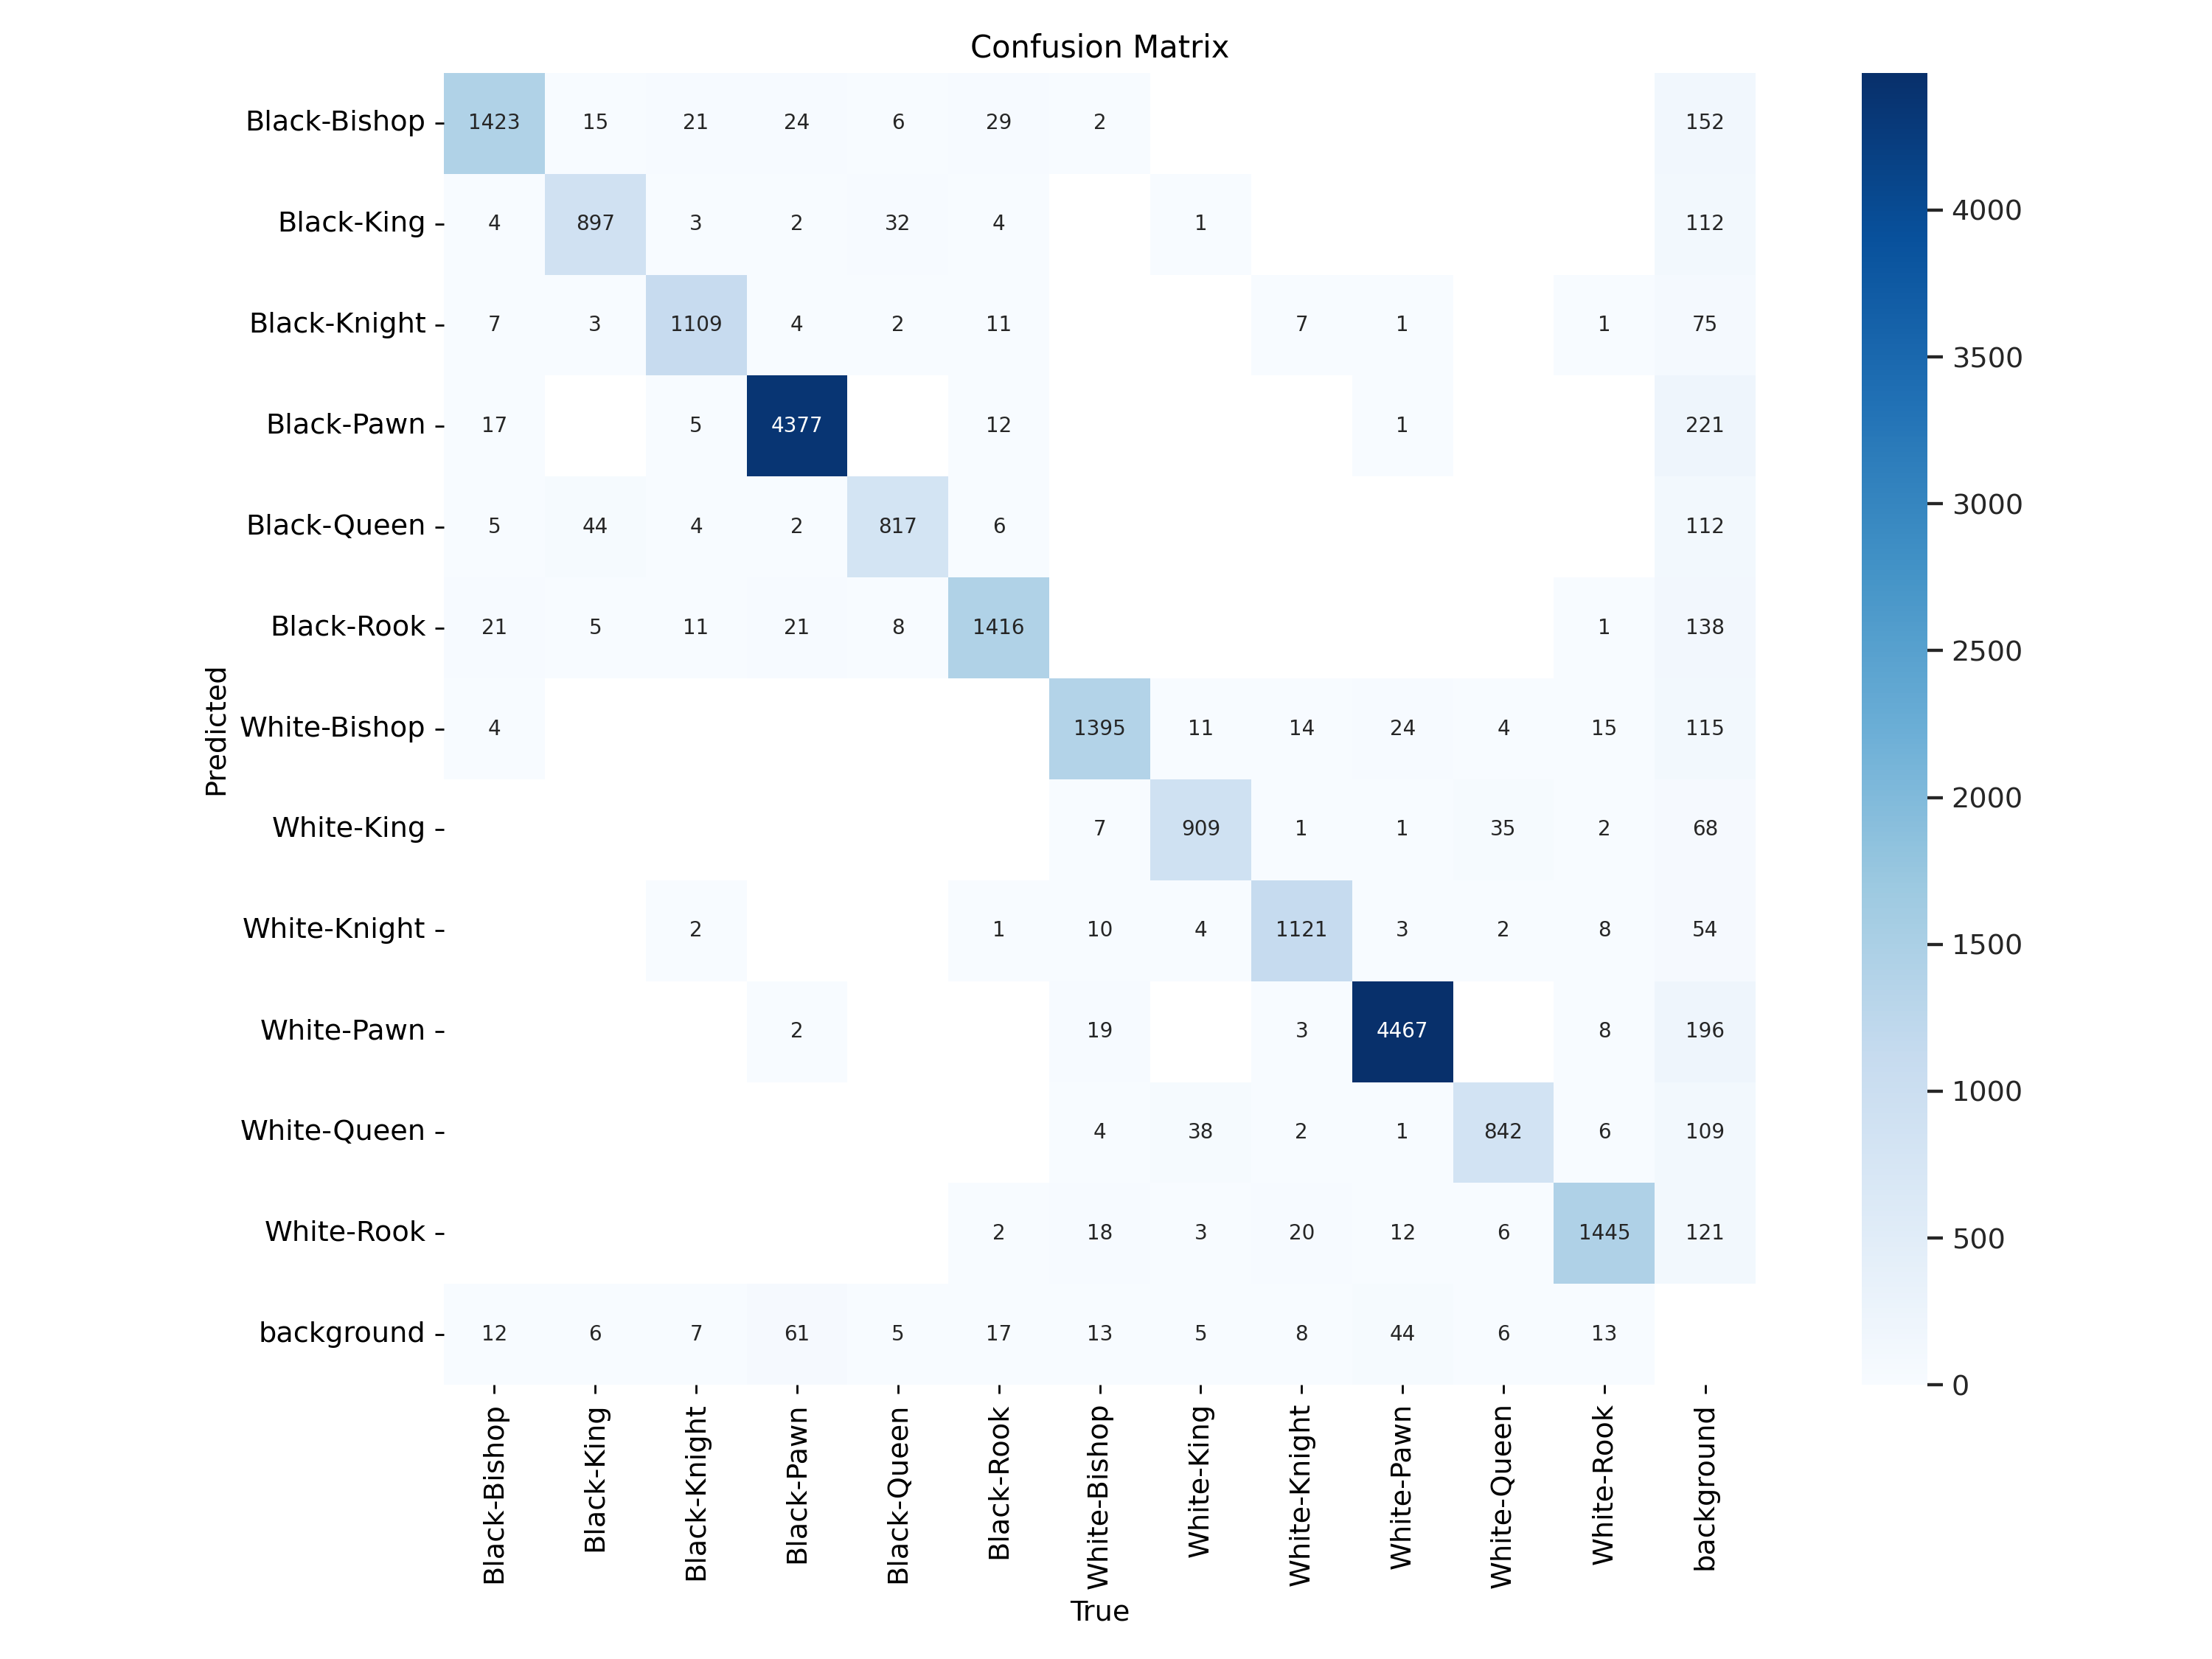 Confusion Matrix
Black-Bishop 1423 15 21 24 6 29 2 152
Black-King 4 897 3 2 32 4 1 112
Black-Knight 7 3 1109 4 2 11 7 1 1 75
Black-Pawn 17 5 4377 12 1 221
Black-Queen 5 44 4 2 817 6 112
Black-Rook 21 5 11 21 8 1416 1 138
White-Bishop 4 1395 11 14 24 4 15 115
White-King 7 909 1 1 35 2 68
White-Knight 2 1 10 4 1121 3 2 8 54
White-Pawn 2 19 3 4467 8 196
White-Queen 4 38 2 1 842 6 109
White-Rook 2 18 3 20 12 6 1445 121
background 12 6 7 61 5 17 13 5 8 44 6 13
Predicted
Black-Bishop
Black-King
Black-Knight
Black-Pawn
Black-Queen
Black-Rook
White-Bishop
White-King
White-Knight
White-Pawn
White-Queen
White-Rook
background
True
4000
3500
3000
2500
2000
1500
1000
500
0